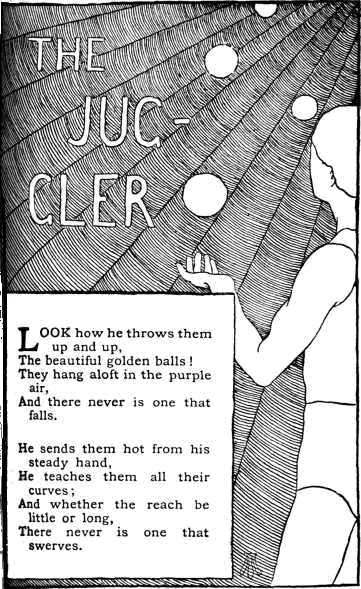 THE
JUG-
GLER
LOOK how he throws them
up and up,
The beautiful golden balls!
They hang aloft in the purple
air,
And there never is one that
falls.
He sends them hot from his
steady hand,
He teaches them all their
curves;
And whether the reach be
little or long,
There never is one that
swerves.